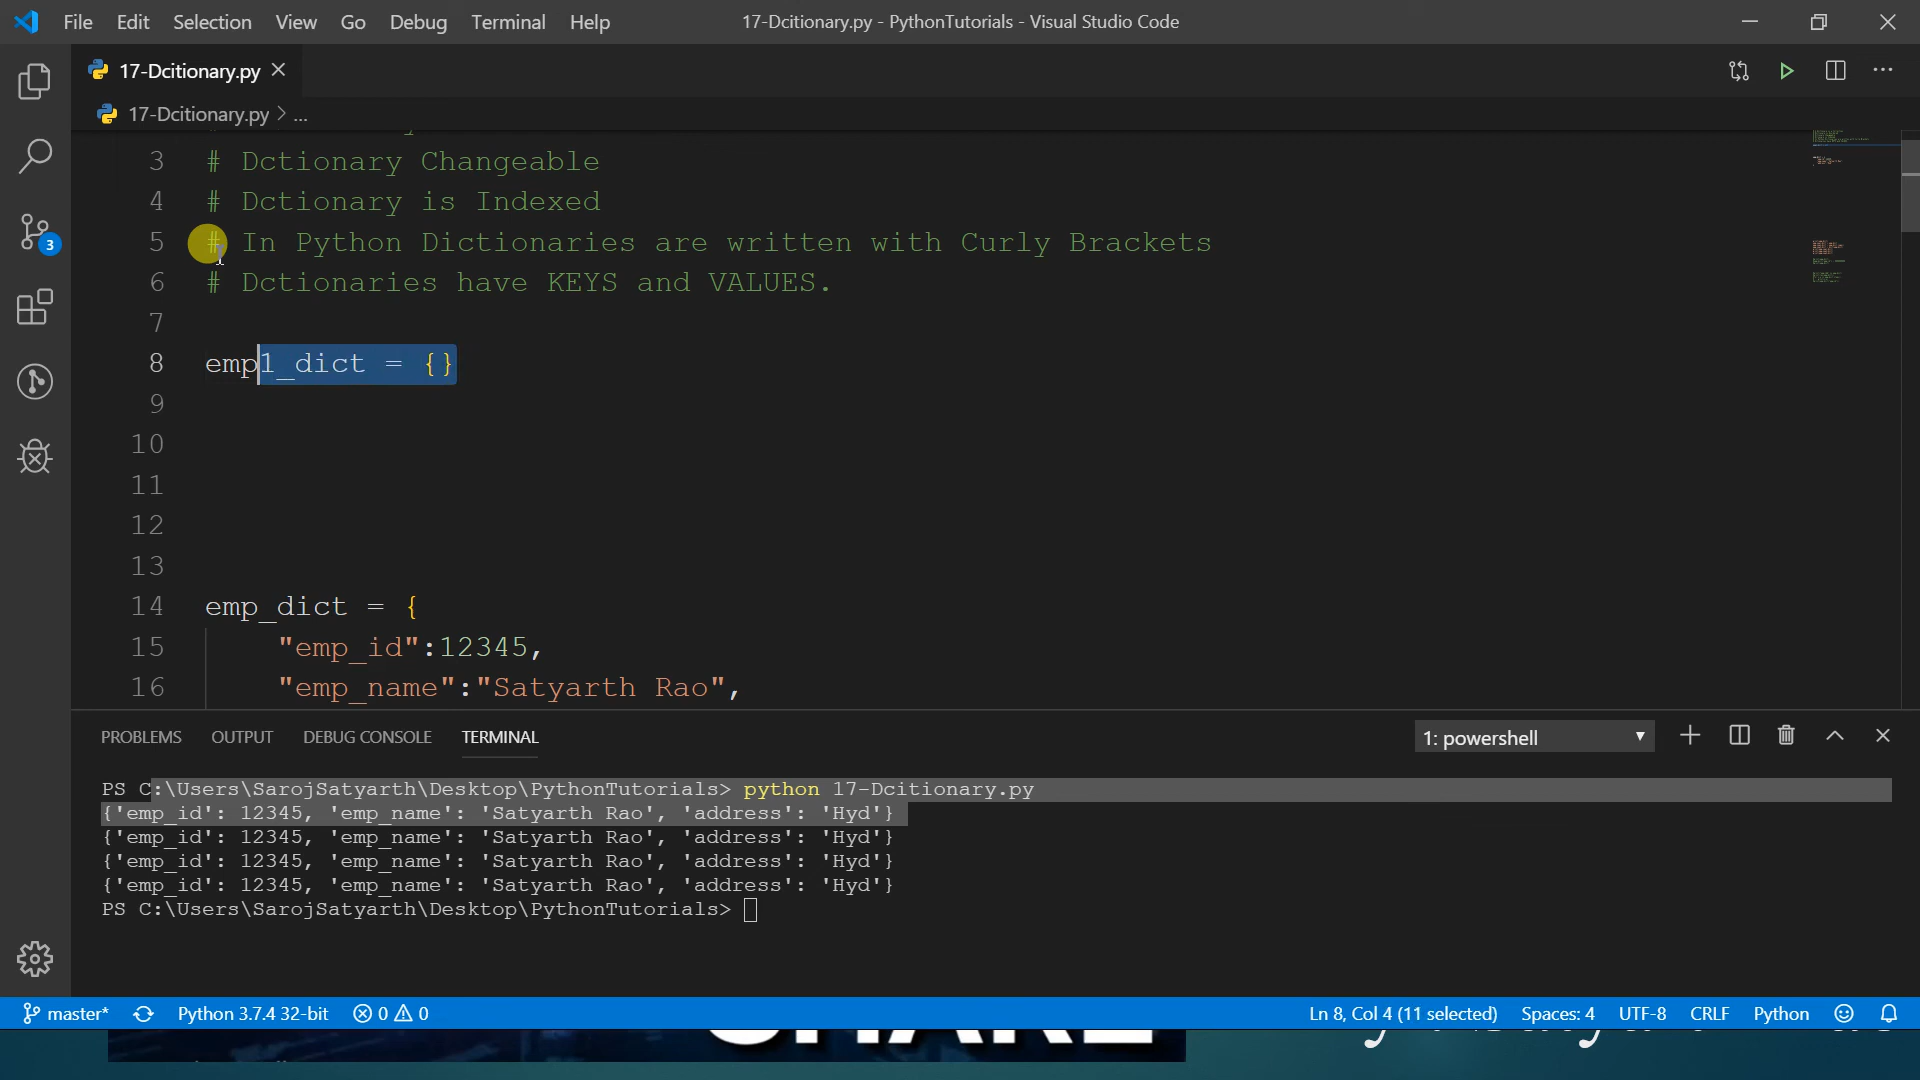 File Edit Selection View Go Debug Terminal Help 17-Dcitionary.py - PythonTutorials - Visual Studio Code
17-Dcitionary.py
17-Dcitionary.py > ...
3 # Dctionary Changeable
4 # Dctionary is Indexed
5 # In Python Dictionaries are written with Curly Brackets
6 # Dctionaries have KEYS and VALUES.
7
8 emp1_dict = {}
9
10
11
12
13
14 emp_dict = {
15 "emp_id":12345,
16 "emp_name":"Satyarth Rao",
3
PROBLEMS OUTPUT DEBUG CONSOLE TERMINAL 1: powershell
PS C:\Users\SarojSatyarth\Desktop\PythonTutorials> python 17-Dcitionary.py
{'emp_id': 12345, 'emp_name': 'Satyarth Rao', 'address': 'Hyd'}
{'emp_id': 12345, 'emp_name': 'Satyarth Rao', 'address': 'Hyd'}
{'emp_id': 12345, 'emp_name': 'Satyarth Rao', 'address': 'Hyd'}
{'emp_id': 12345, 'emp_name': 'Satyarth Rao', 'address': 'Hyd'}
PS C:\Users\SarojSatyarth\Desktop\PythonTutorials>
master* Python 3.7.4 32-bit 0 0 Ln 8, Col 4 (11 selected) Spaces: 4 UTF-8 CRLF Python